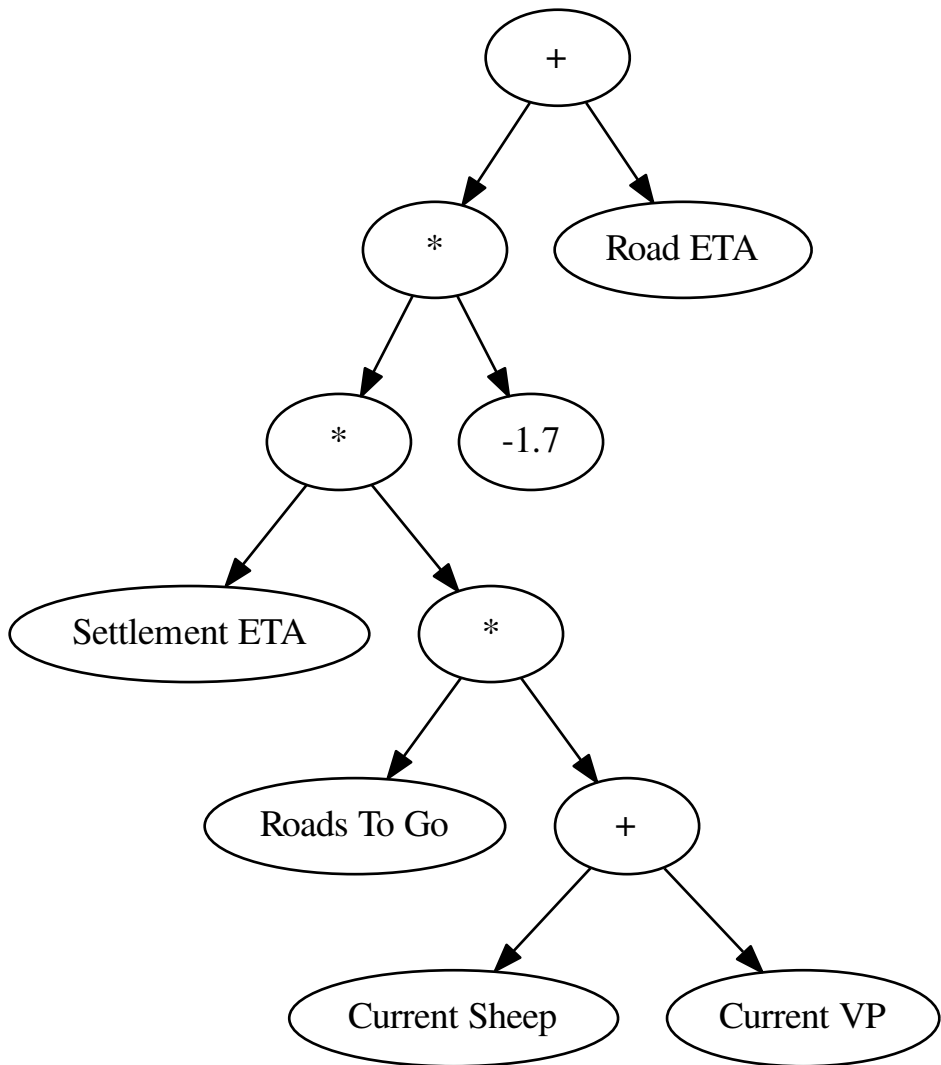 +
*
Road ETA
*
-1.7
Settlement ETA
*
Roads To Go
+
Current Sheep
Current VP